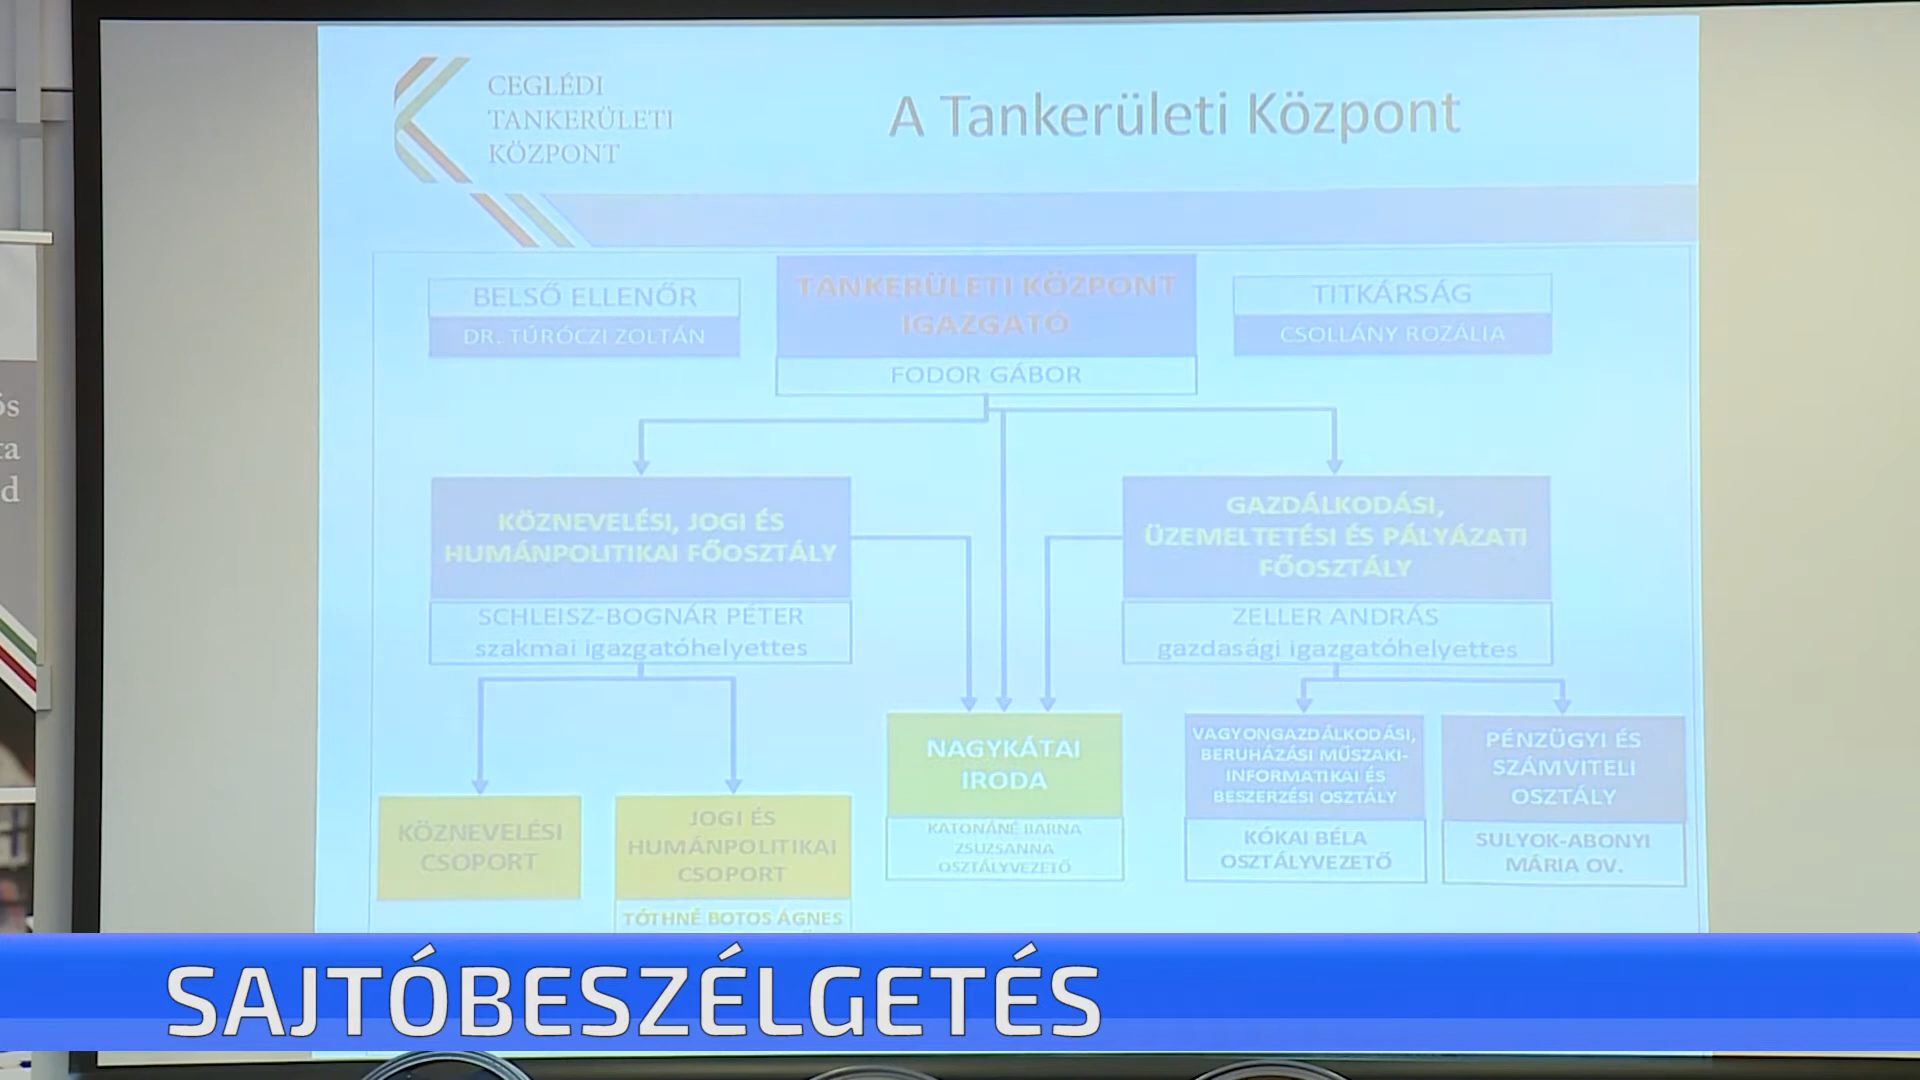 CEGLÉDI
TANKERÜLETI
KÖZPONT
A Tankerületi Központ
BELSŐ ELLENŐR
DR. TÚRÓCZI ZOLTÁN
TANKERÜLETI KÖZPONT
IGAZGATÓ
FODOR GÁBOR
TITKÁRSÁG
CSOLLÁNY ROZÁLIA
KÖZNEVELÉSI, JOGI ÉS
HUMÁNPOLITIKAI FŐOSZTÁLY
SCHLEISZ-BOGNÁR PÉTER
szakmai igazgatóhelyettes
GAZDÁLKODÁSI,
ÜZEMELTETÉSI ÉS PÁLYÁZATI
FŐOSZTÁLY
ZELLER ANDRÁS
gazdasági igazgatóhelyettes
KÖZNEVELÉSI
CSOPORT
JOGI ÉS
HUMÁNPOLITIKAI
CSOPORT
TÓTHNÉ BOTOS ÁGNES
NAGYKÁTAI
IRODA
KATONÁNÉ BARNA
ZSUZSANNA
OSZTÁLYVEZETŐ
VAGYONGAZDÁLKODÁSI,
BERUHÁZÁSI MŰSZAKI-
INFORMATIKAI ÉS
BESZERZÉSI OSZTÁLY
KÓKAI BÉLA
OSZTÁLYVEZETŐ
PÉNZÜGYI ÉS
SZÁMVITELI
OSZTÁLY
SULYOK-ABONYI
MÁRIA OV.
SAJTÓBESZÉLGETÉS